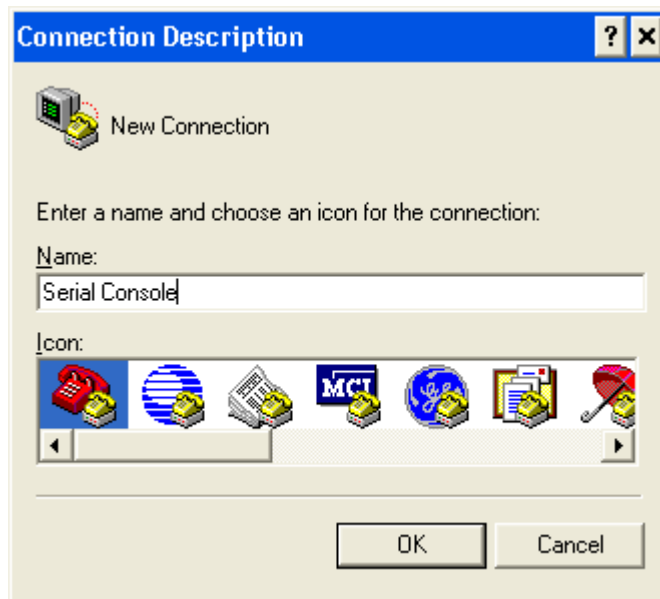 Connection Description
New Connection
Enter a name and choose an icon for the connection:
Name:
Serial Console
Icon:
MCI
OK
Cancel